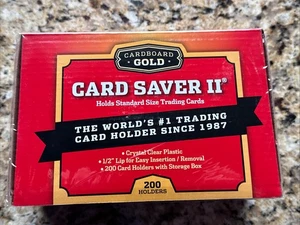 CARDBOARD
GOLD
CARD SAVER II®
Holds Standard Size Trading Cards
THE WORLD'S #1 TRADING
CARD HOLDER SINCE 1987
• Crystal Clear Plastic
• 1/2" Lip for Easy Insertion / Removal
• 200 Card Holders with Storage Box
200
HOLDERS